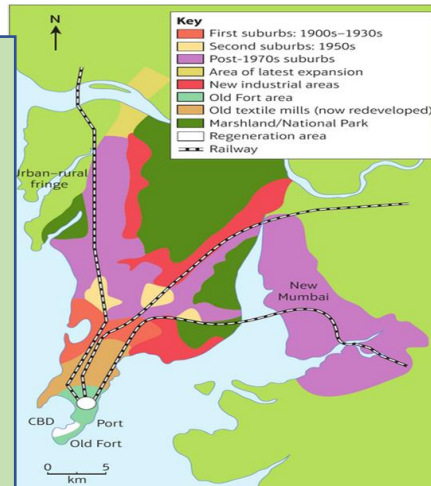 N
Key
First suburbs: 1900s–1930s
Second suburbs: 1950s
Post-1970s suburbs
Area of latest expansion
New industrial areas
Old Fort area
Old textile mills (now redeveloped)
Marshland/National Park
Regeneration area
Railway
Urban–rural
fringe
New
Mumbai
CBD
Port
Old Fort
0 5
km